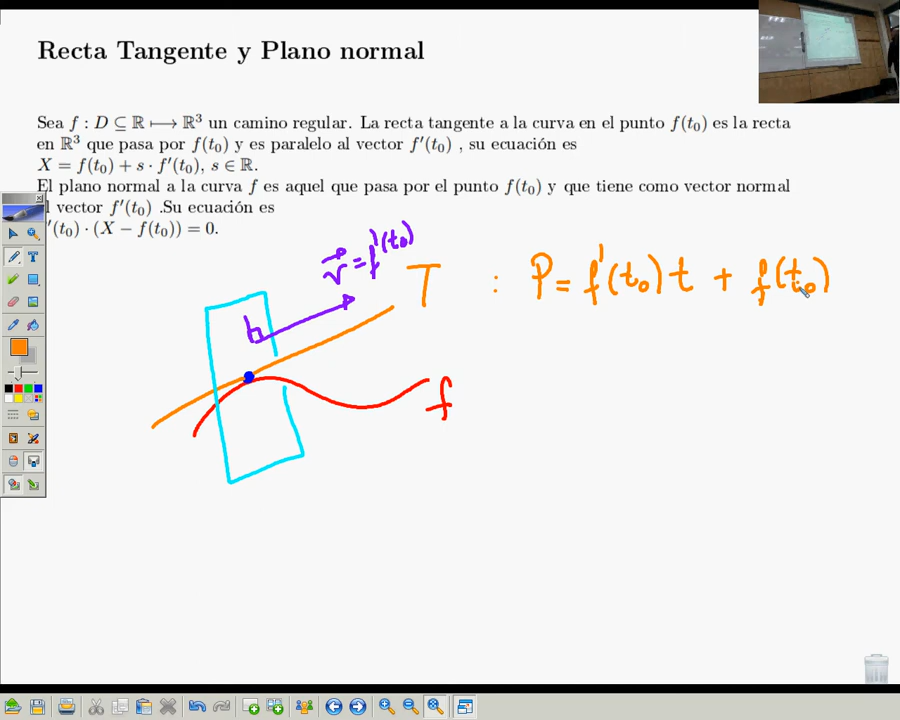 Recta Tangente y Plano normal
Sea f : D ⊆ ℝ ⟼ ℝ³ un camino regular. La recta tangente a la curva en el punto f(t₀) es la recta
en ℝ³ que pasa por f(t₀) y es paralelo al vector f′(t₀) , su ecuación es
X = f(t₀) + s · f′(t₀), s ∈ ℝ.
El plano normal a la curva f es aquel que pasa por el punto f(t₀) y que tiene como vector normal
l vector f′(t₀) .Su ecuación es
′(t₀) · (X − f(t₀)) = 0.
v⃗ = f′(t₀)
T : P = f′(t₀) t + f(t₀)
f
T